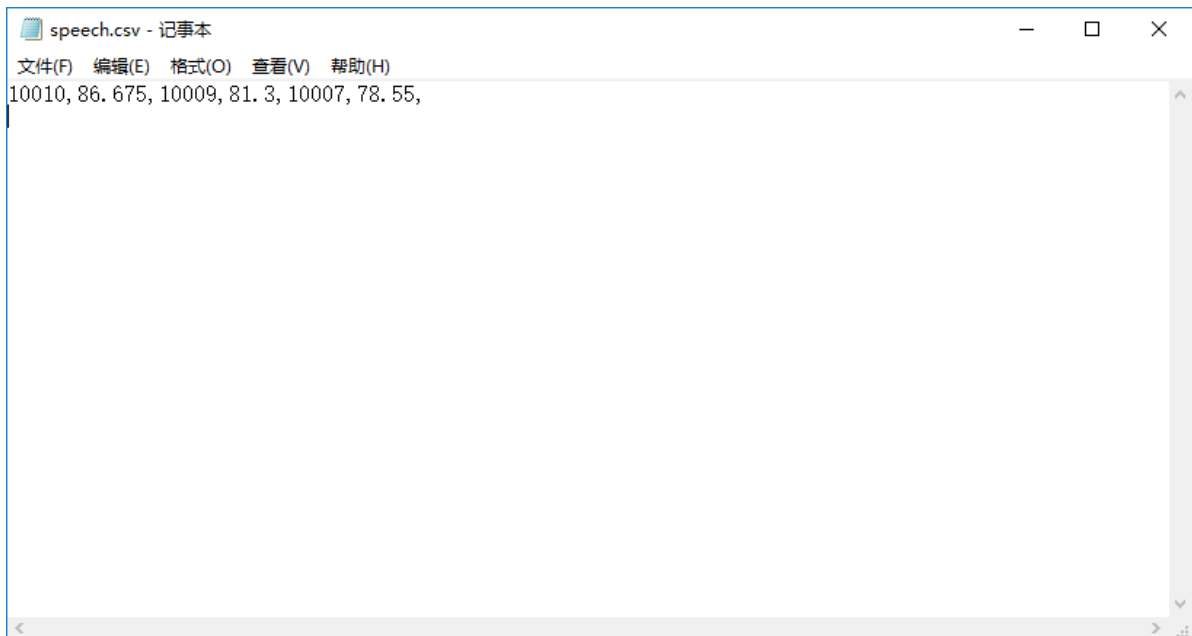 speech.csv - 记事本
文件(F) 编辑(E) 格式(O) 查看(V) 帮助(H)
10010,86.675,10009,81.3,10007,78.55,